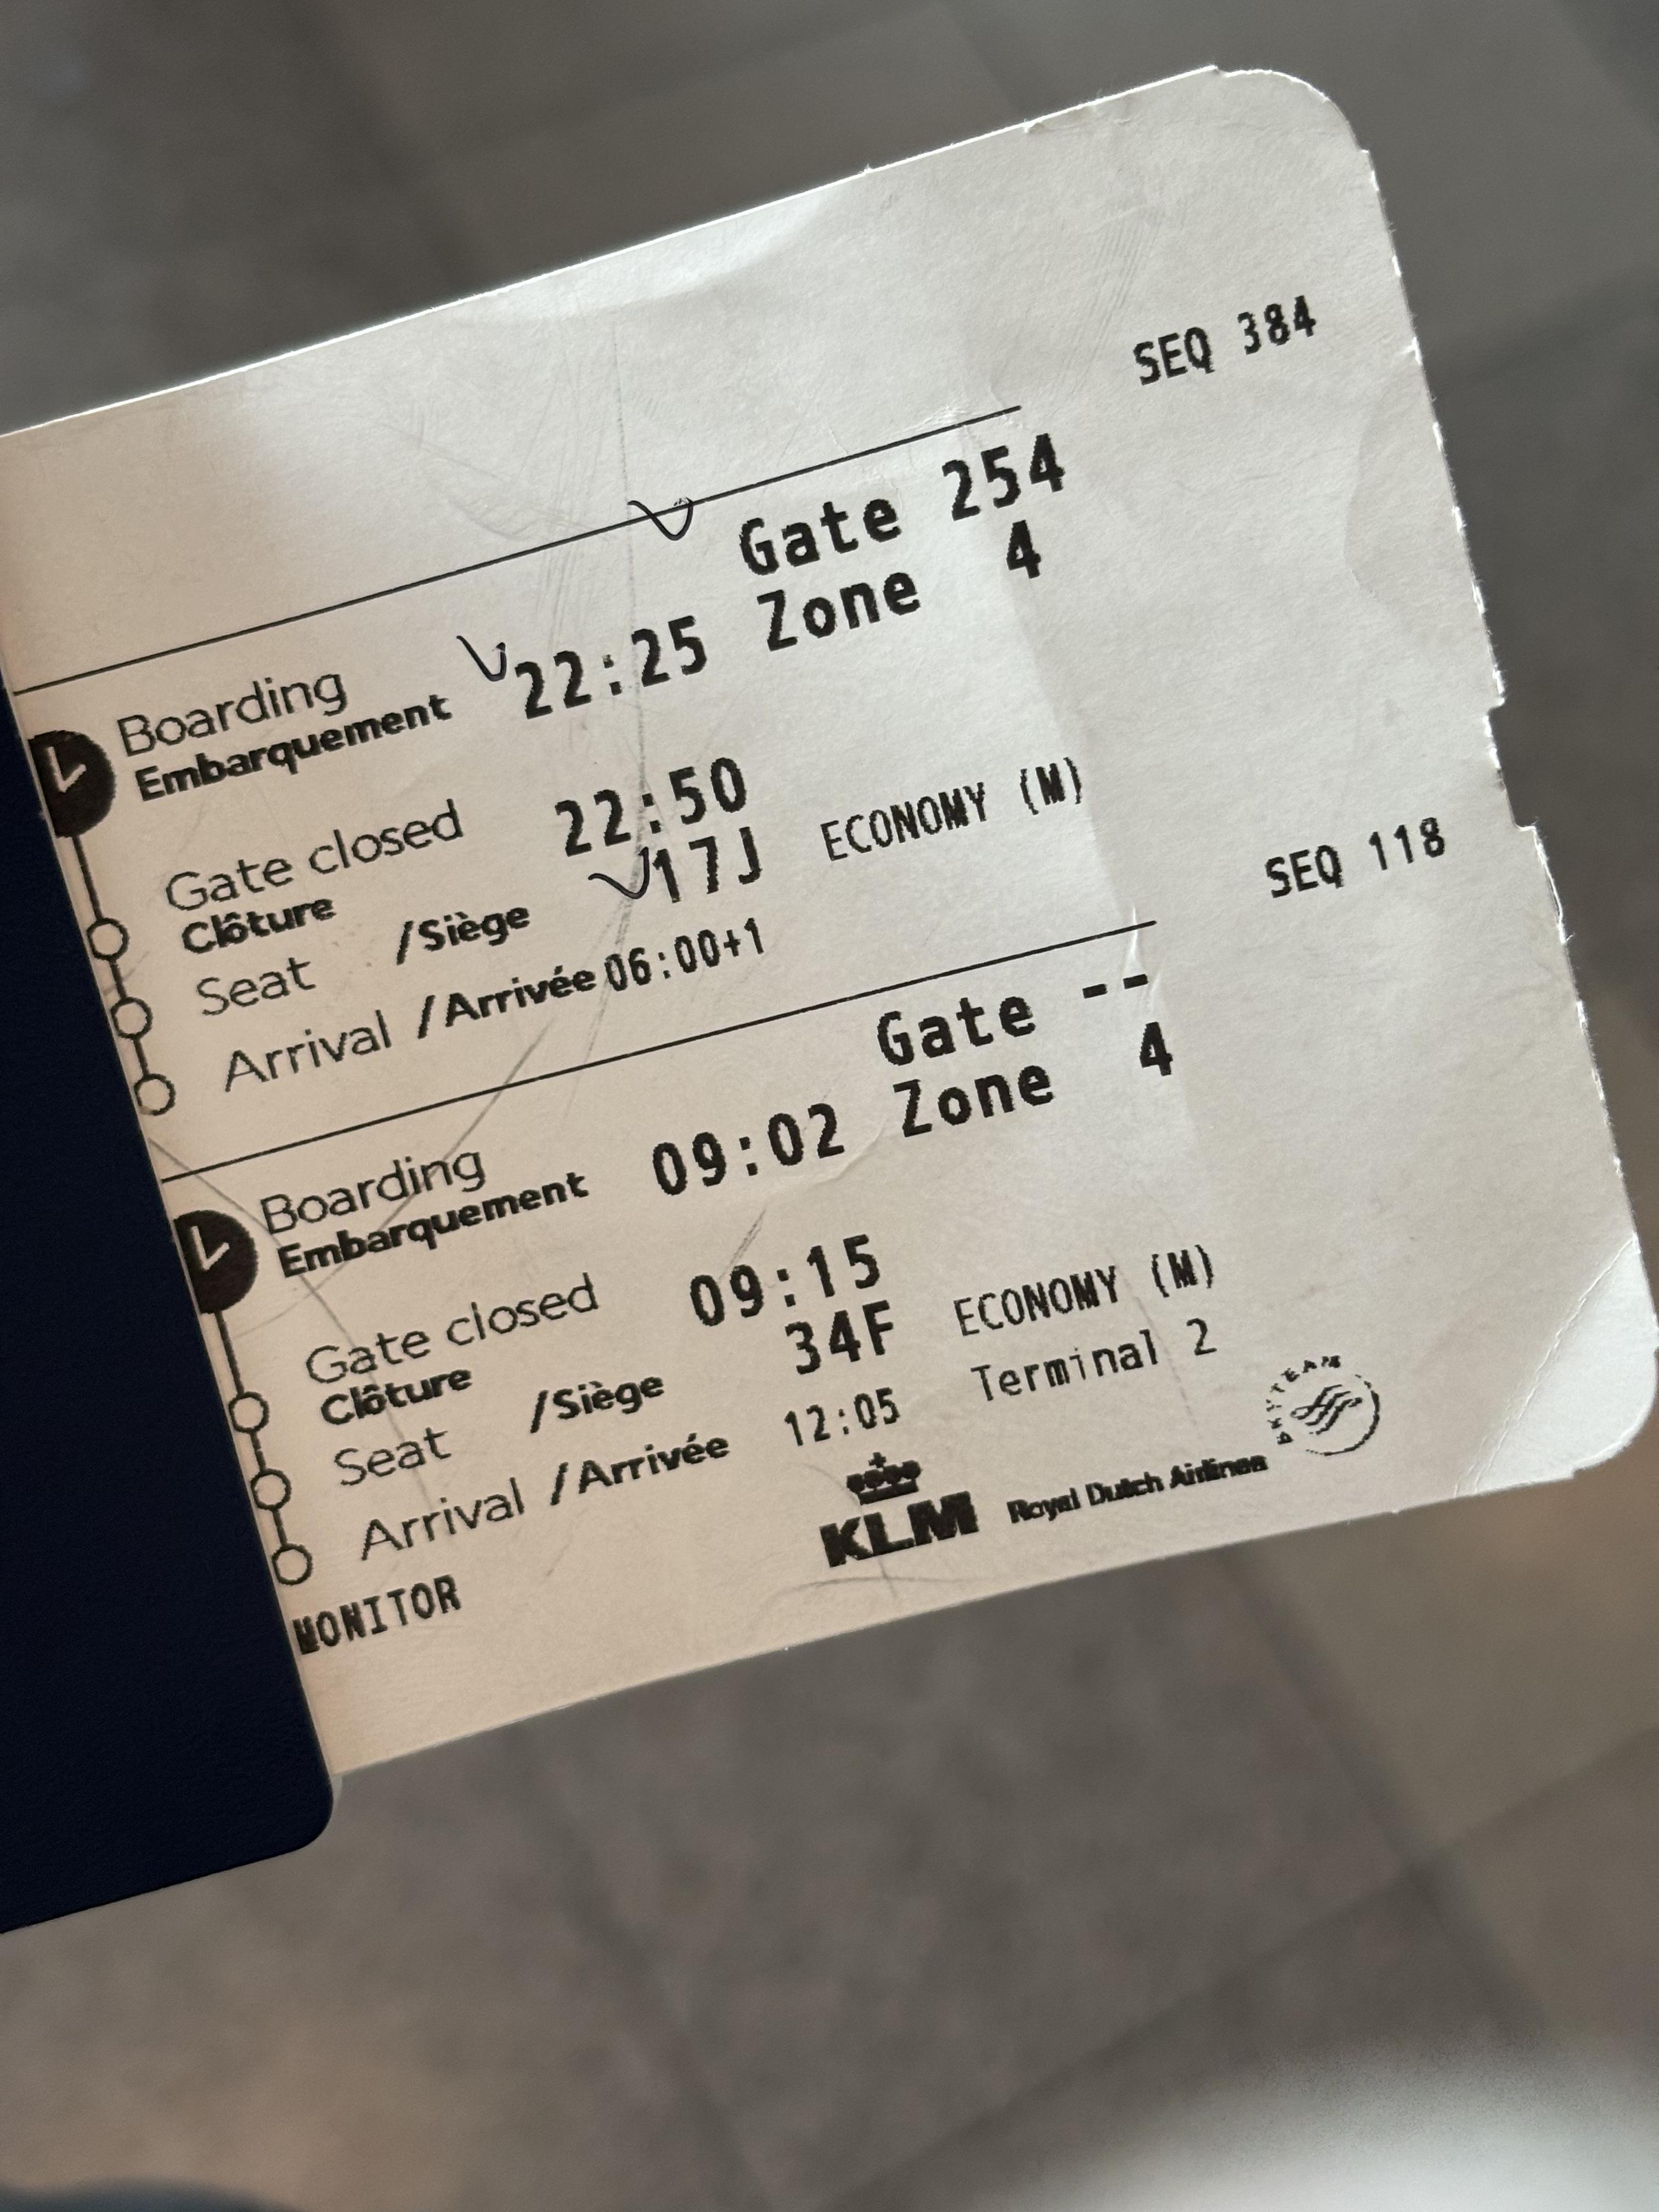 SEQ 384
Gate 254
Boarding 22:25 Zone 4
Embarquement
Gate closed 22:50
Clôture
Seat /Siège 17J ECONOMY (M)
Arrival /Arrivée 06:00+1
SEQ 118
Gate --
Boarding 09:02 Zone 4
Embarquement
Gate closed 09:15
Clôture
Seat /Siège 34F ECONOMY (M)
Arrival /Arrivée 12:05 Terminal 2
MONITOR
KLM Royal Dutch Airlines
SKYTEAM